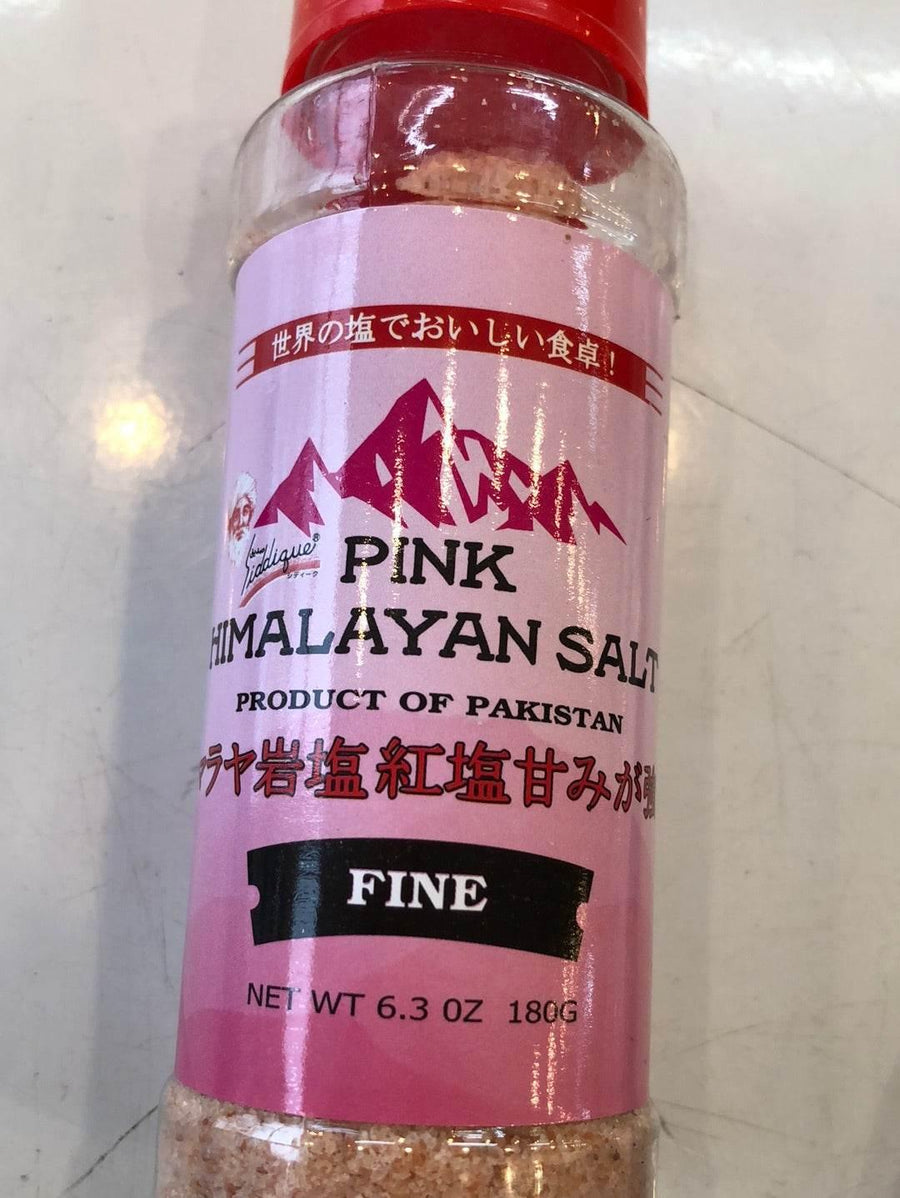 世界の塩でおいしい食卓!
Siddique®
シディーク
PINK
HIMALAYAN SALT
PRODUCT OF PAKISTAN
マラヤ岩塩 紅塩甘みが強
FINE
NET WT 6.3 OZ 180G